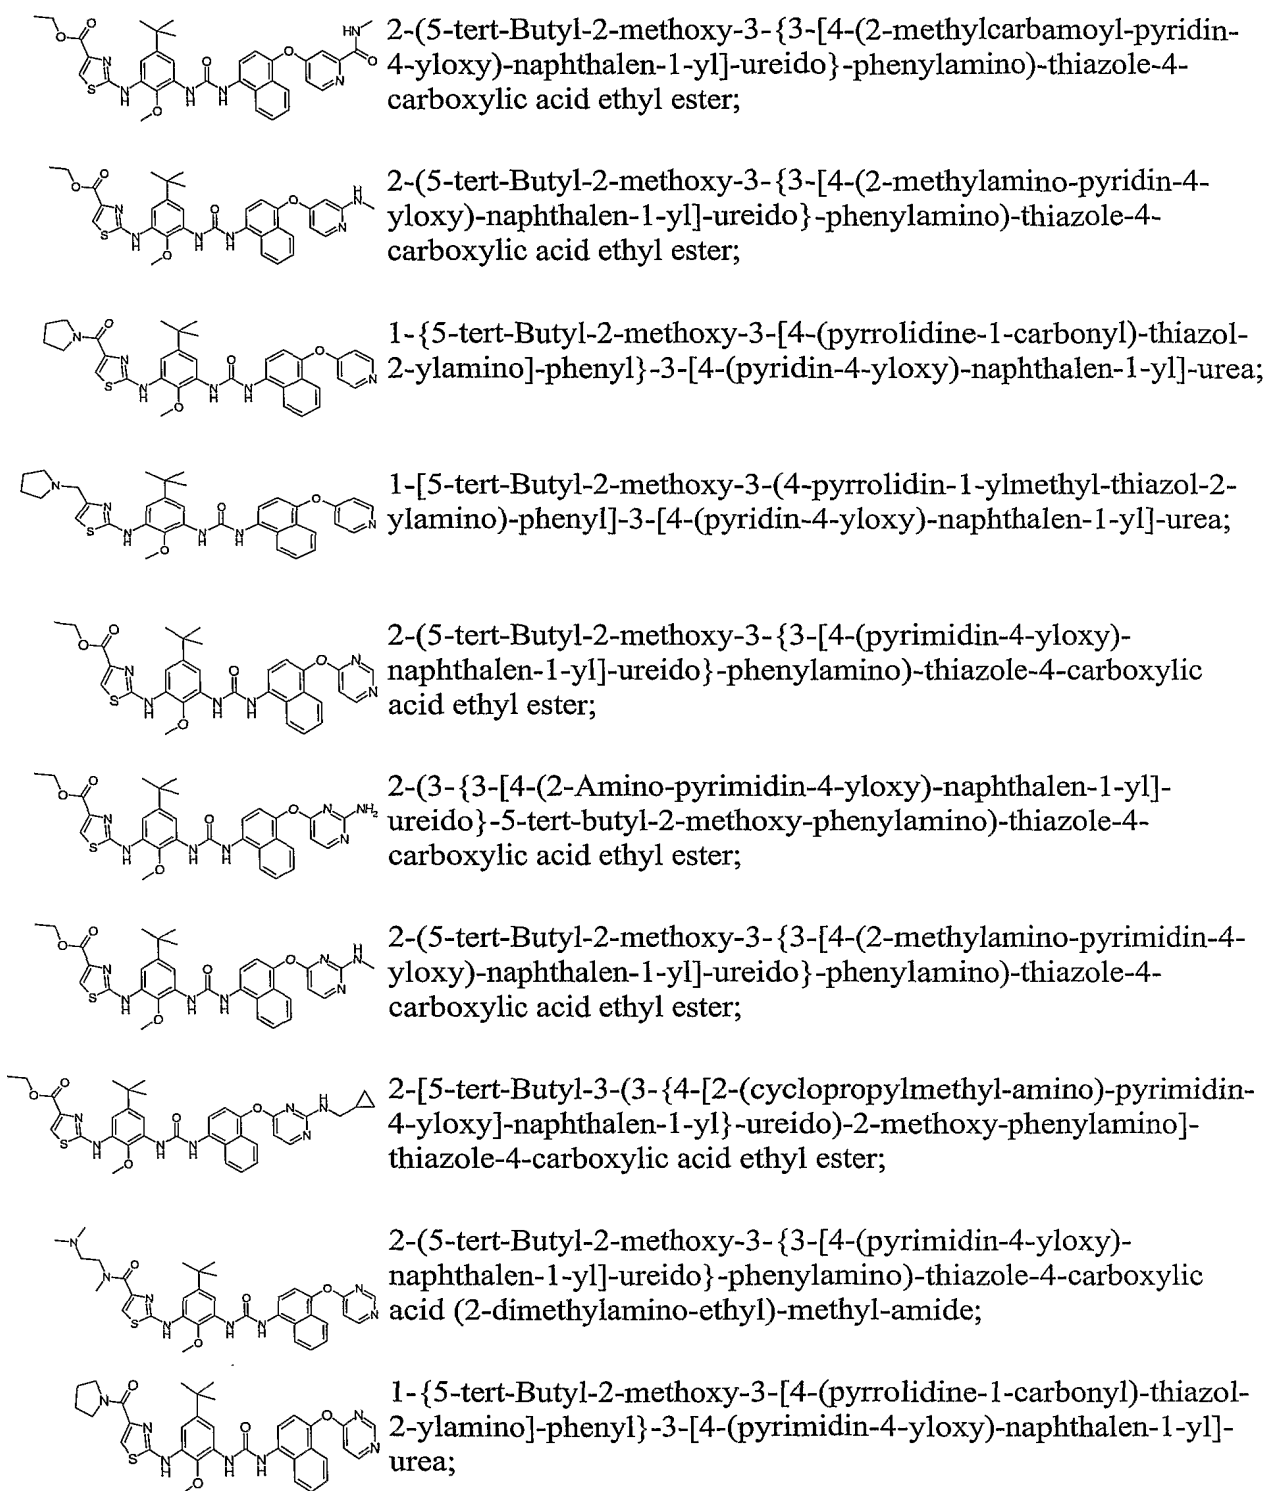 2-(5-tert-Butyl-2-methoxy-3-{3-[4-(2-methylcarbamoyl-pyridin-
4-yloxy)-naphthalen-1-yl]-ureido}-phenylamino)-thiazole-4-
carboxylic acid ethyl ester;
2-(5-tert-Butyl-2-methoxy-3-{3-[4-(2-methylamino-pyridin-4-
yloxy)-naphthalen-1-yl]-ureido}-phenylamino)-thiazole-4-
carboxylic acid ethyl ester;
1-{5-tert-Butyl-2-methoxy-3-[4-(pyrrolidine-1-carbonyl)-thiazol-
2-ylamino]-phenyl}-3-[4-(pyridin-4-yloxy)-naphthalen-1-yl]-urea;
1-[5-tert-Butyl-2-methoxy-3-(4-pyrrolidin-1-ylmethyl-thiazol-2-
ylamino)-phenyl]-3-[4-(pyridin-4-yloxy)-naphthalen-1-yl]-urea;
2-(5-tert-Butyl-2-methoxy-3-{3-[4-(pyrimidin-4-yloxy)-
naphthalen-1-yl]-ureido}-phenylamino)-thiazole-4-carboxylic
acid ethyl ester;
2-(3-{3-[4-(2-Amino-pyrimidin-4-yloxy)-naphthalen-1-yl]-
ureido}-5-tert-butyl-2-methoxy-phenylamino)-thiazole-4-
carboxylic acid ethyl ester;
2-(5-tert-Butyl-2-methoxy-3-{3-[4-(2-methylamino-pyrimidin-4-
yloxy)-naphthalen-1-yl]-ureido}-phenylamino)-thiazole-4-
carboxylic acid ethyl ester;
2-[5-tert-Butyl-3-(3-{4-[2-(cyclopropylmethyl-amino)-pyrimidin-
4-yloxy]-naphthalen-1-yl}-ureido)-2-methoxy-phenylamino]-
thiazole-4-carboxylic acid ethyl ester;
2-(5-tert-Butyl-2-methoxy-3-{3-[4-(pyrimidin-4-yloxy)-
naphthalen-1-yl]-ureido}-phenylamino)-thiazole-4-carboxylic
acid (2-dimethylamino-ethyl)-methyl-amide;
1-{5-tert-Butyl-2-methoxy-3-[4-(pyrrolidine-1-carbonyl)-thiazol-
2-ylamino]-phenyl}-3-[4-(pyrimidin-4-yloxy)-naphthalen-1-yl]-
urea;